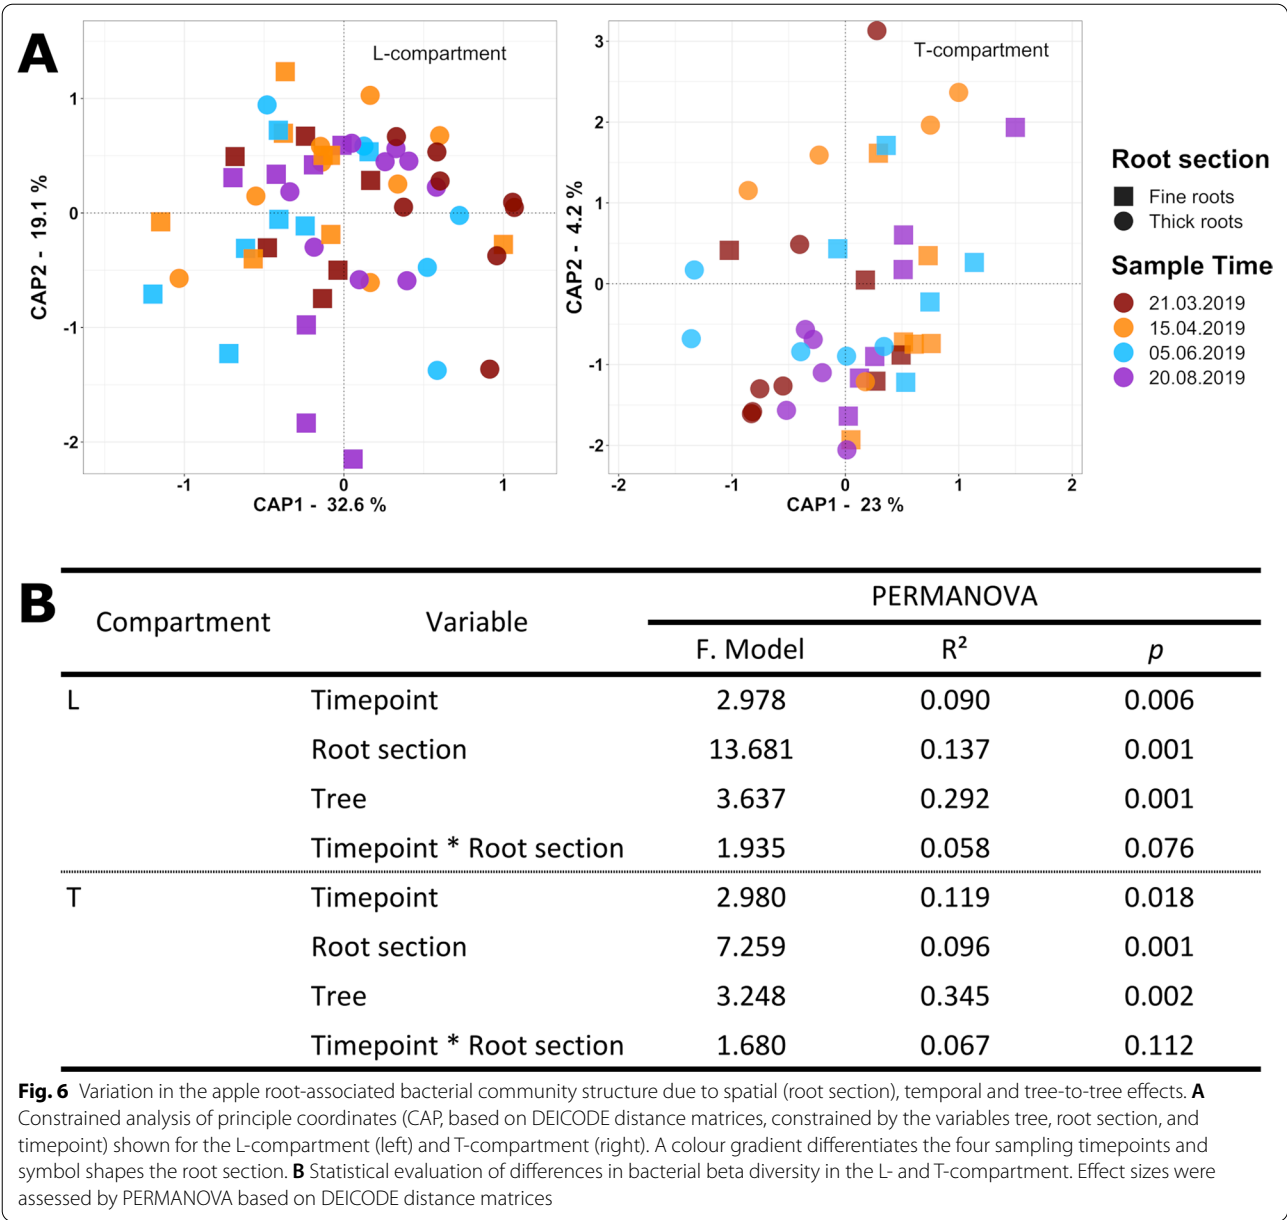 A
L-compartment
1
0
-1
-2
-1
0
1
CAP2 - 19.1 %
CAP1 - 32.6 %
T-compartment
3
2
1
0
-1
-2
-2
-1
0
1
2
CAP2 - 4.2 %
CAP1 - 23 %
Root section
Fine roots
Thick roots
Sample Time
21.03.2019
15.04.2019
05.06.2019
20.08.2019
B
Compartment Variable PERMANOVA
F. Model R² p
L Timepoint 2.978 0.090 0.006
Root section 13.681 0.137 0.001
Tree 3.637 0.292 0.001
Timepoint * Root section 1.935 0.058 0.076
T Timepoint 2.980 0.119 0.018
Root section 7.259 0.096 0.001
Tree 3.248 0.345 0.002
Timepoint * Root section 1.680 0.067 0.112
Fig. 6 Variation in the apple root-associated bacterial community structure due to spatial (root section), temporal and tree-to-tree effects. A
Constrained analysis of principle coordinates (CAP, based on DEICODE distance matrices, constrained by the variables tree, root section, and
timepoint) shown for the L-compartment (left) and T-compartment (right). A colour gradient differentiates the four sampling timepoints and
symbol shapes the root section. B Statistical evaluation of differences in bacterial beta diversity in the L- and T-compartment. Effect sizes were
assessed by PERMANOVA based on DEICODE distance matrices